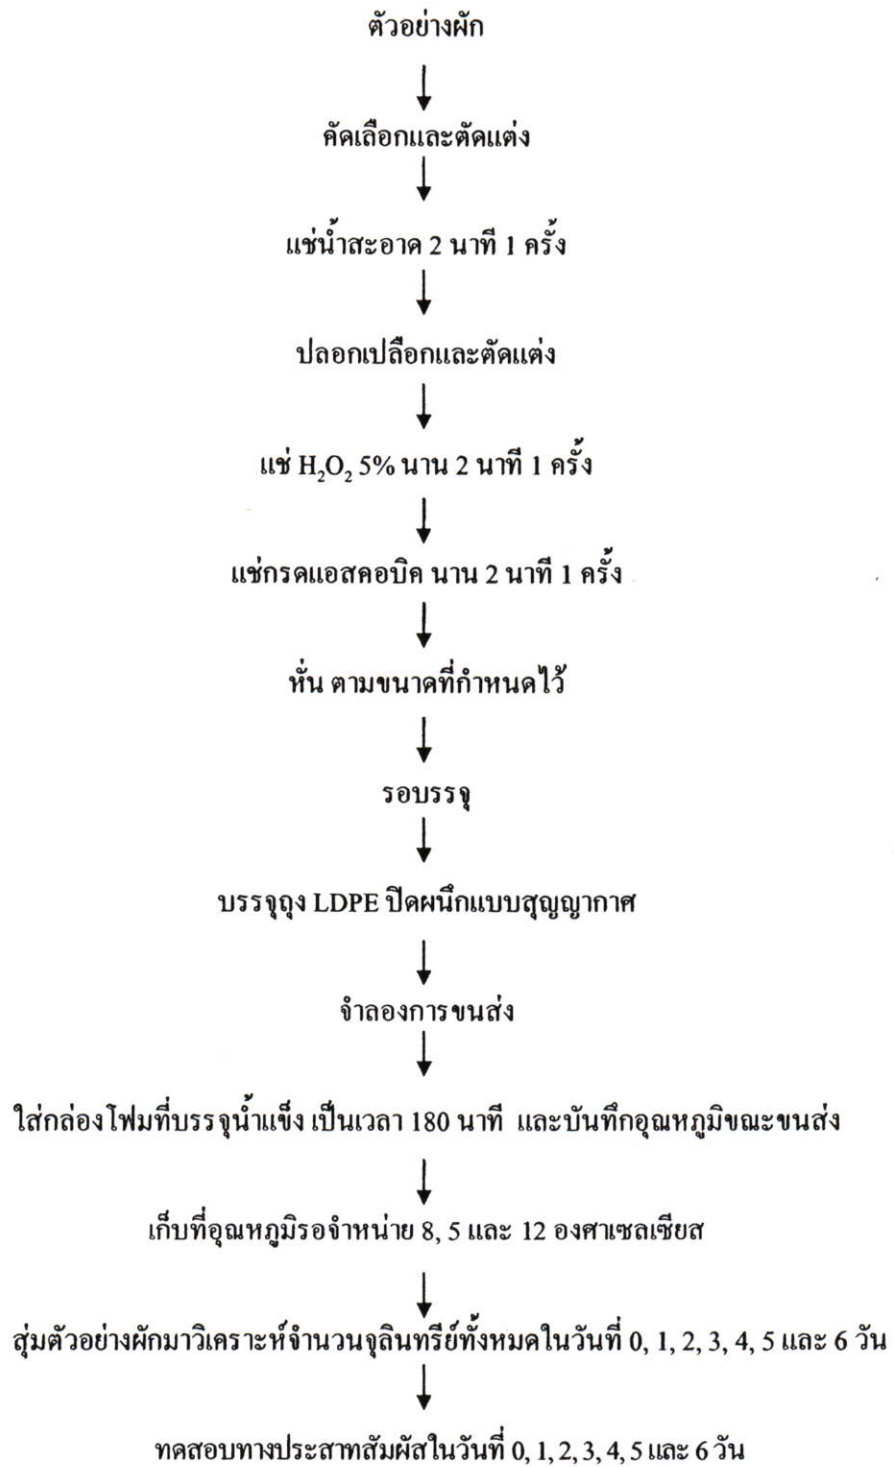 ตัวอย่างผัก
คัดเลือกและตัดแต่ง
แช่น้ำสะอาด 2 นาที 1 ครั้ง
ปลอกเปลือกและตัดแต่ง
แช่ H₂O₂ 5% นาน 2 นาที 1 ครั้ง
แช่กรดแอสคอบิค นาน 2 นาที 1 ครั้ง
หั่น ตามขนาดที่กำหนดไว้
รอบรรจุ
บรรจุถุง LDPE ปิดผนึกแบบสุญญากาศ
จำลองการขนส่ง
ใส่กล่องโฟมที่บรรจุน้ำแข็ง เป็นเวลา 180 นาที และบันทึกอุณหภูมิขณะขนส่ง
เก็บที่อุณหภูมิรอจำหน่าย 8, 5 และ 12 องศาเซลเซียส
สุ่มตัวอย่างผักมาวิเคราะห์จำนวนจุลินทรีย์ทั้งหมดในวันที่ 0, 1, 2, 3, 4, 5 และ 6 วัน
ทดสอบทางประสาทสัมผัสในวันที่ 0, 1, 2, 3, 4, 5 และ 6 วัน